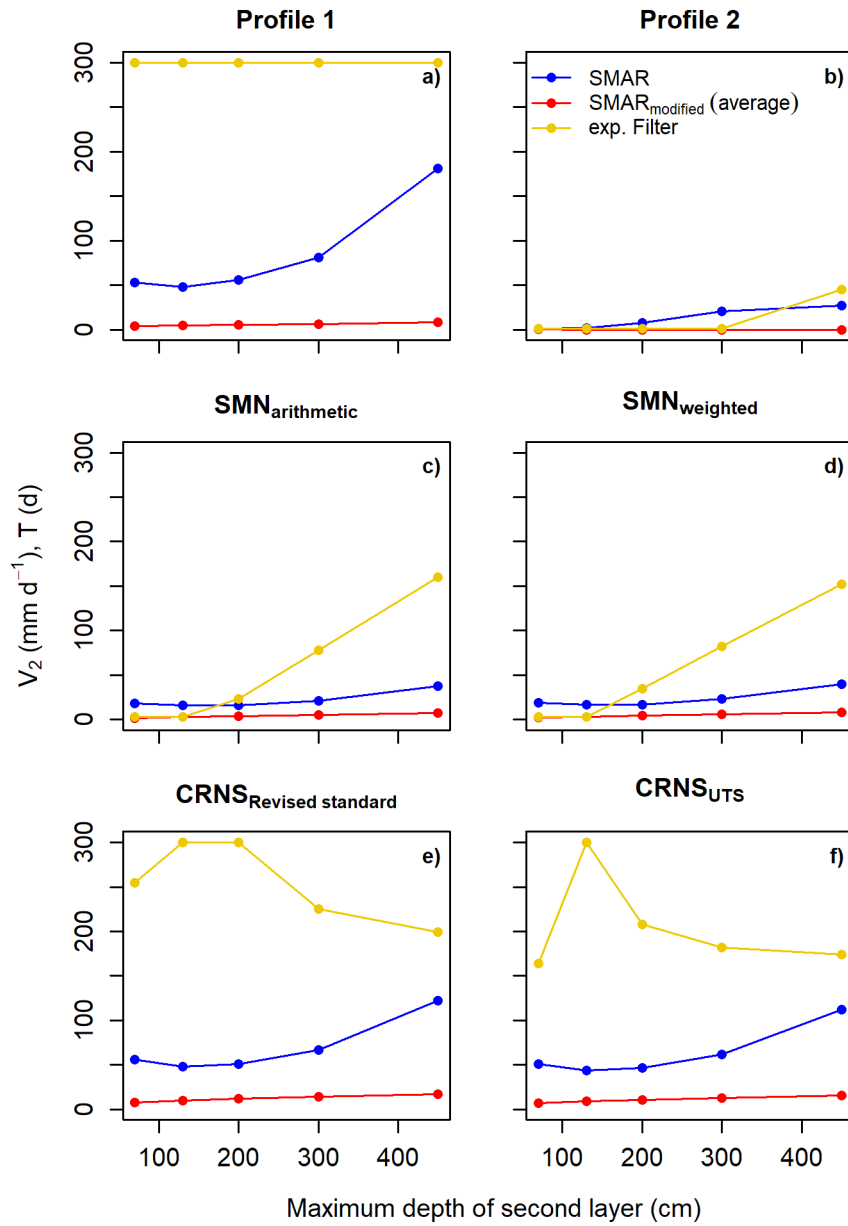 Profile 1
Profile 2
300
200
100
0
a)
b)
SMAR
SMARmodified (average)
exp. Filter
SMNarithmetic
SMNweighted
300
200
100
0
c)
d)
V2 (mm d−1), T (d)
CRNSRevised standard
CRNSUTS
300
200
100
0
e)
f)
100 200 300 400
100 200 300 400
Maximum depth of second layer (cm)